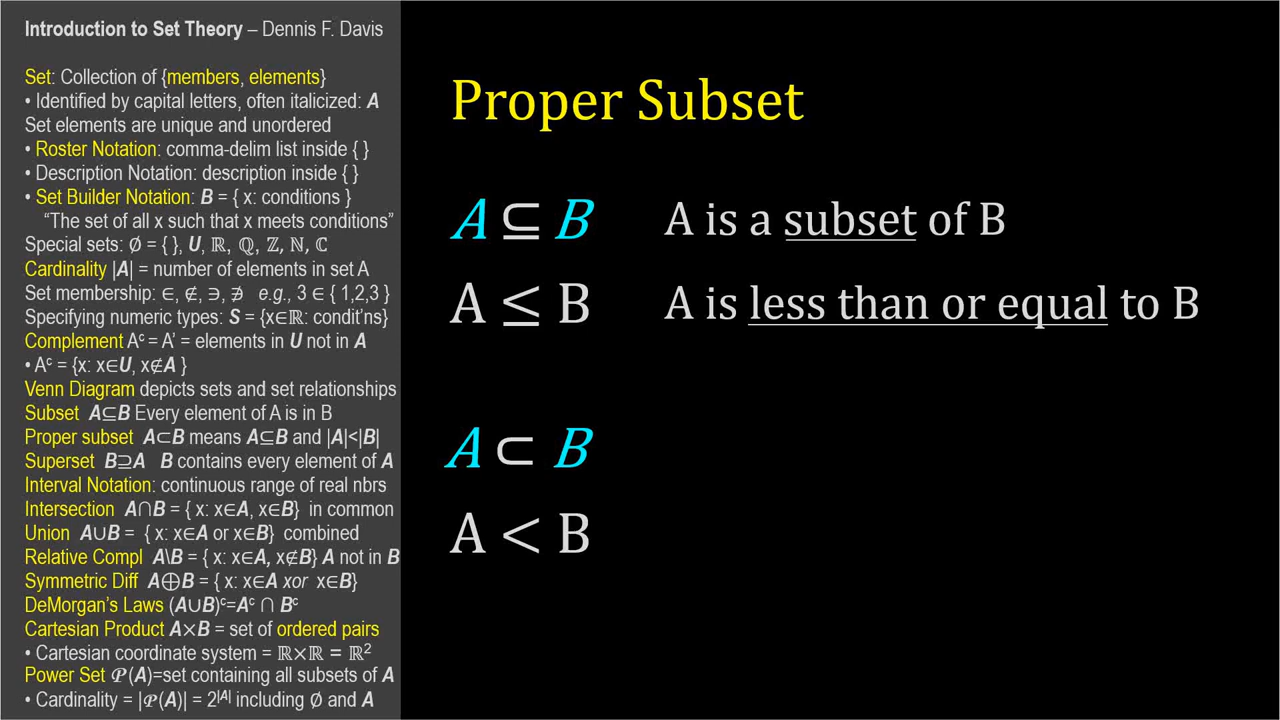 Introduction to Set Theory – Dennis F. Davis
Set: Collection of {members, elements}
• Identified by capital letters, often italicized: A
Set elements are unique and unordered
• Roster Notation: comma-delim list inside { }
• Description Notation: description inside { }
• Set Builder Notation: B = { x: conditions }
“The set of all x such that x meets conditions”
Special sets: ∅ = { }, U, ℝ, ℚ, ℤ, ℕ, ℂ
Cardinality |A| = number of elements in set A
Set membership: ∈, ∉, ∋, ∌ e.g., 3 ∈ { 1,2,3 }
Specifying numeric types: S = {x∈ℝ: condit’ns}
Complement Aᶜ = A’ = elements in U not in A
• Aᶜ = {x: x∈U, x∉A }
Venn Diagram depicts sets and set relationships
Subset A⊆B Every element of A is in B
Proper subset A⊂B means A⊆B and |A|<|B|
Superset B⊇A B contains every element of A
Interval Notation: continuous range of real nbrs
Intersection A∩B = { x: x∈A, x∈B} in common
Union A∪B = { x: x∈A or x∈B} combined
Relative Compl A\B = { x: x∈A, x∉B} A not in B
Symmetric Diff A⊕B = { x: x∈A xor x∈B}
DeMorgan’s Laws (A∪B)ᶜ=Aᶜ ∩ Bᶜ
Cartesian Product A×B = set of ordered pairs
• Cartesian coordinate system = ℝ×ℝ = ℝ²
Power Set 𝒫(A)=set containing all subsets of A
• Cardinality = |𝒫(A)| = 2^|A| including ∅ and A
Proper Subset
A ⊆ B A is a subset of B
A ≤ B A is less than or equal to B
A ⊂ B
A < B